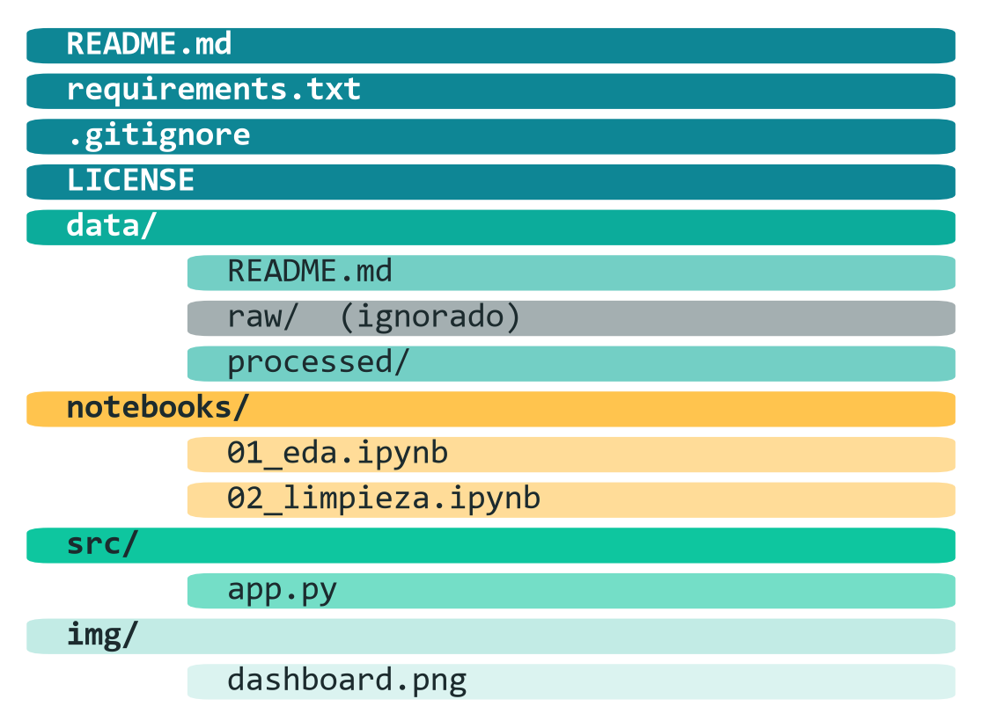 README.md
requirements.txt
.gitignore
LICENSE
data/
README.md
raw/  (ignorado)
processed/
notebooks/
01_eda.ipynb
02_limpieza.ipynb
src/
app.py
img/
dashboard.png